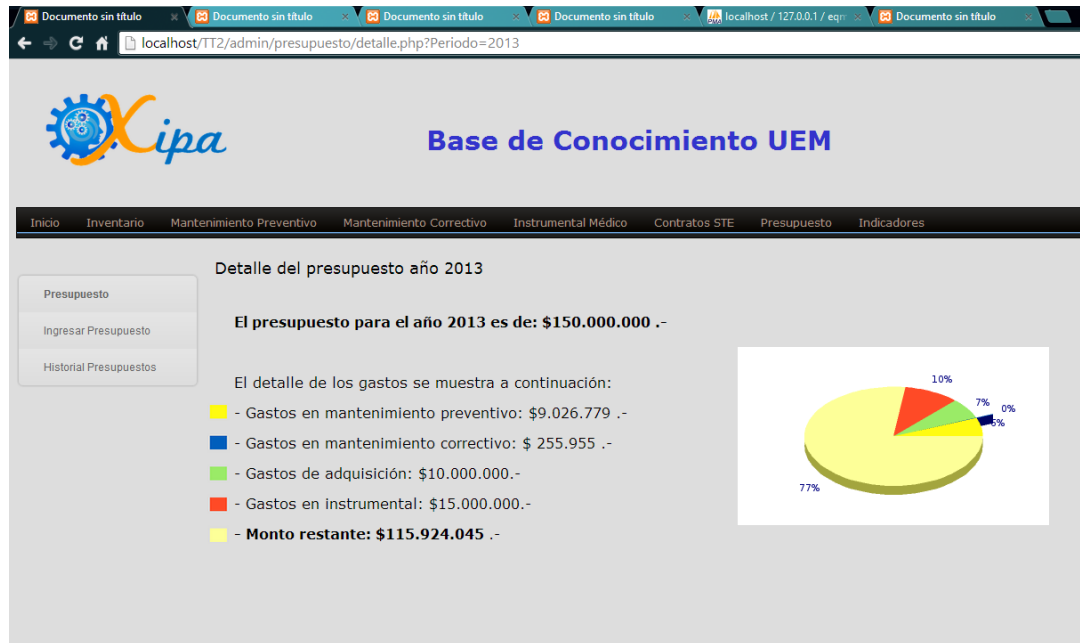 Documento sin título
Documento sin título
Documento sin título
Documento sin título
localhost / 127.0.0.1 / eqm
Documento sin título
localhost/TT2/admin/presupuesto/detalle.php?Periodo=2013
Xipa
Base de Conocimiento UEM
Inicio Inventario Mantenimiento Preventivo Mantenimiento Correctivo Instrumental Médico Contratos STE Presupuesto Indicadores
Presupuesto
Ingresar Presupuesto
Historial Presupuestos
Detalle del presupuesto año 2013
El presupuesto para el año 2013 es de: $150.000.000 .-
El detalle de los gastos se muestra a continuación:
- Gastos en mantenimiento preventivo: $9.026.779 .-
- Gastos en mantenimiento correctivo: $ 255.955 .-
- Gastos de adquisición: $10.000.000.-
- Gastos en instrumental: $15.000.000.-
- Monto restante: $115.924.045 .-
10%
7%
0%
6%
77%